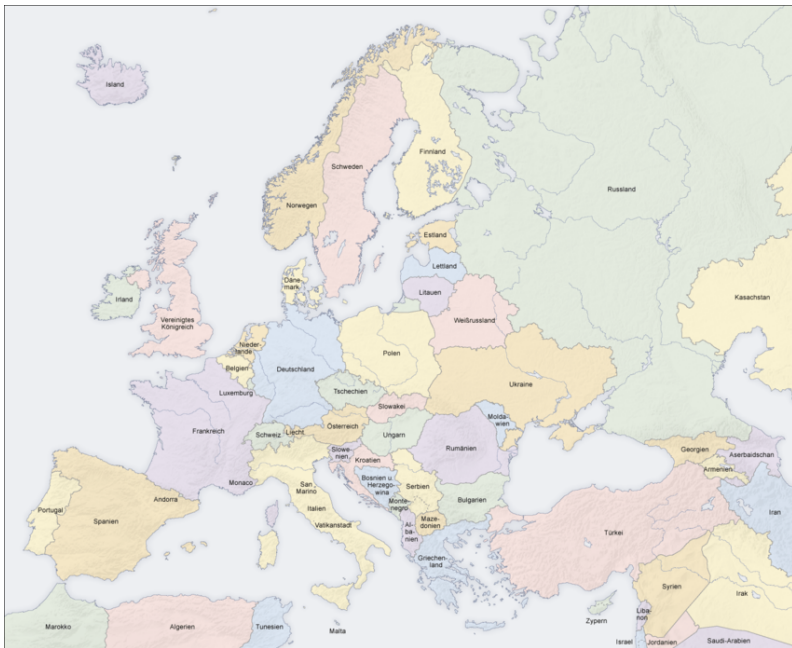 Island
Finnland
Schweden
Norwegen
Russland
Estland
Lettland
Litauen
Däne-
mark
Irland
Vereinigtes
Königreich
Weißrussland
Kasachstan
Nieder-
lande
Belgien
Polen
Deutschland
Ukraine
Luxemburg
Tschechien
Slowakei
Moldawien
Frankreich
Schweiz
Liecht.
Österreich
Ungarn
Rumänien
Slowe-
nien
Kroatien
Georgien
Aserbaidschan
Armenien
Monaco
San
Marino
Bosnien u.
Herzego-
wina
Serbien
Andorra
Italien
Monte-
negro
Bulgarien
Portugal
Spanien
Vatikanstadt
Al-
ba-
nien
Maze-
donien
Iran
Türkei
Griechen-
land
Syrien
Irak
Marokko
Algerien
Tunesien
Malta
Zypern
Liba-
non
Israel
Jordanien
Saudi-Arabien